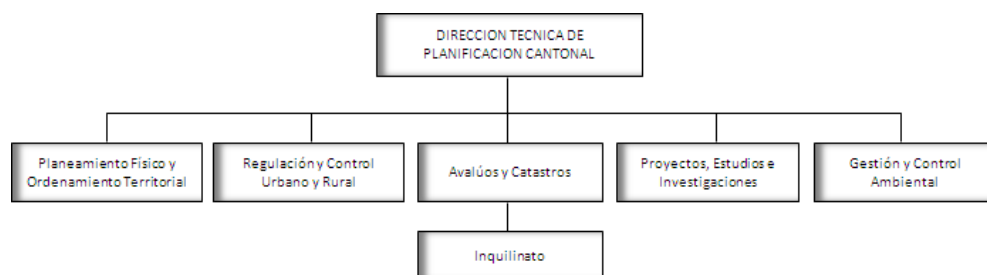 DIRECCION TECNICA DE
PLANIFICACION CANTONAL
Planeamiento Físico y
Ordenamiento Territorial
Regulación y Control
Urbano y Rural
Avalúos y Catastros
Proyectos, Estudios e
Investigaciones
Gestión y Control
Ambiental
Inquilinato